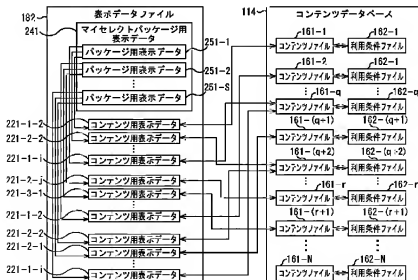 182
表示データファイル
241
マイセレクトパッケージ用
表示データ
パッケージ用表示データ
251-1
パッケージ用表示データ
251-2
パッケージ用表示データ
251-S
221-1-2
コンテンツ用表示データ
221-2-2
コンテンツ用表示データ
221-1-i
コンテンツ用表示データ
221-2-j
コンテンツ用表示データ
221-3-1
コンテンツ用表示データ
221-1-2
コンテンツ用表示データ
221-2-2
コンテンツ用表示データ
221-2-1
コンテンツ用表示データ
221-1-i
コンテンツ用表示データ
114
コンテンツデータベース
161-1
162-1
コンテンツファイル
利用条件ファイル
161-2
162-2
コンテンツファイル
利用条件ファイル
161-q
162-q
コンテンツファイル
利用条件ファイル
161-(q+1)
162-(q+1)
コンテンツファイル
利用条件ファイル
161-(q+2)
162-(q+2)
コンテンツファイル
利用条件ファイル
161-r
162-r
コンテンツファイル
利用条件ファイル
161-(r+1)
162-(r+1)
コンテンツファイル
利用条件ファイル
161-N
162-N
コンテンツファイル
利用条件ファイル